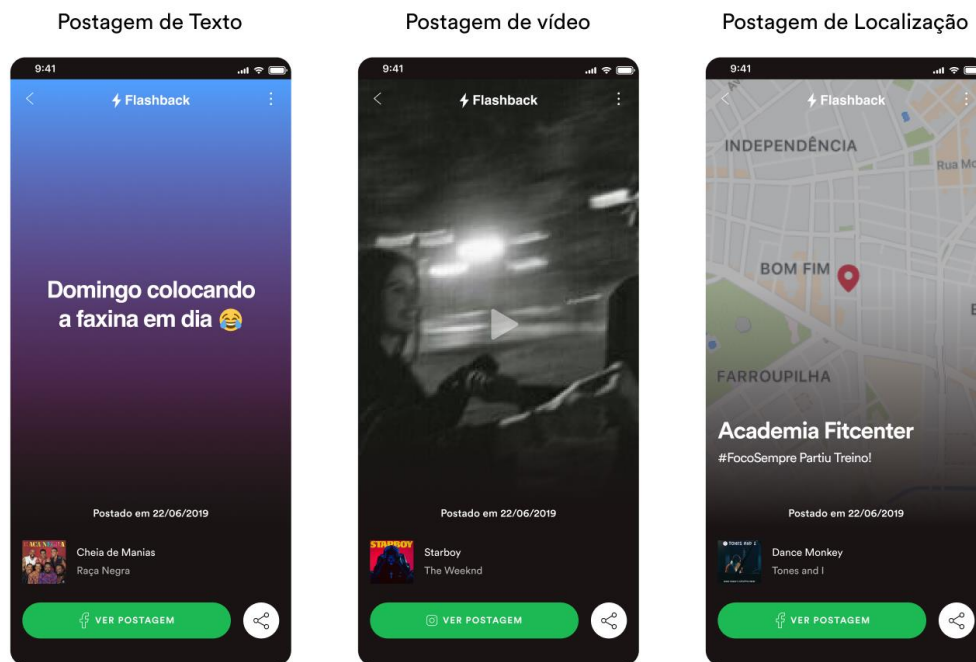 Postagem de Texto
9:41
Flashback
Domingo colocando
a faxina em dia 😂
Postado em 22/06/2019
Cheia de Manias
Raça Negra
VER POSTAGEM
Postagem de vídeo
9:41
Flashback
Postado em 22/06/2019
STARBOY
Starboy
The Weeknd
VER POSTAGEM
Postagem de Localização
9:41
Flashback
INDEPENDÊNCIA
BOM FIM
FARROUPILHA
Academia Fitcenter
#FocoSempre Partiu Treino!
Postado em 22/06/2019
TONES AND I
Dance Monkey
Tones and I
VER POSTAGEM